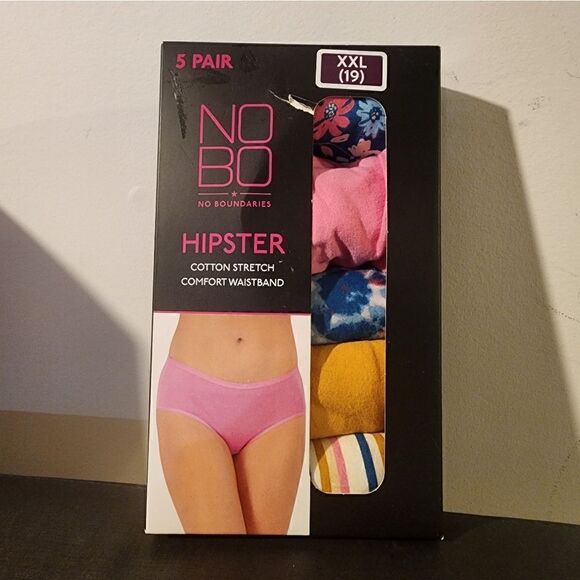 5 PAIR
XXL
(19)
NO
BO
NO BOUNDARIES
HIPSTER
COTTON STRETCH
COMFORT WAISTBAND